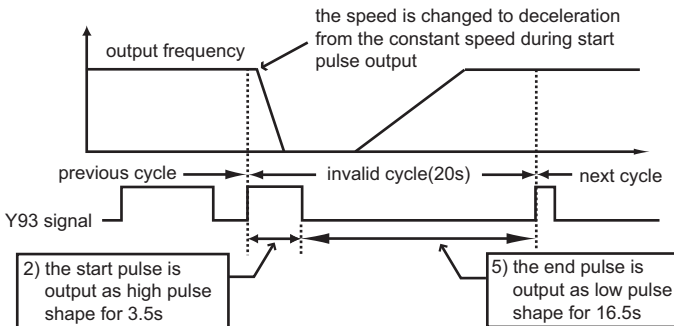 the speed is changed to deceleration
from the constant speed during start
pulse output
output frequency
previous cycle
invalid cycle(20s)
next cycle
Y93 signal
2) the start pulse is
output as high pulse
shape for 3.5s
5) the end pulse is
output as low pulse
shape for 16.5s